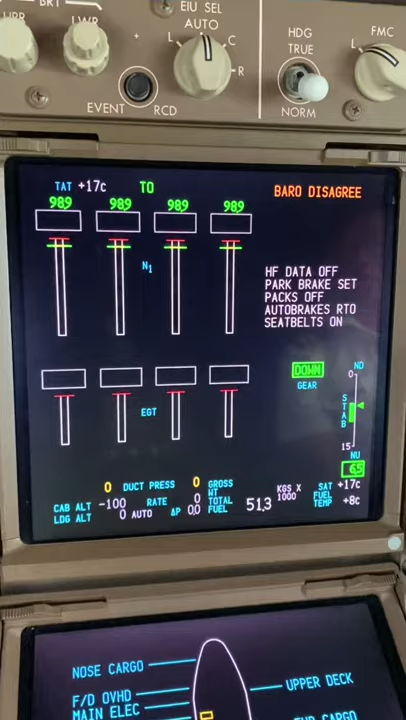 BRT
HPR LWR
EIU SEL
AUTO
L C
R
EVENT RCD
HDG
TRUE
NORM
FMC
L
TAT +17c TO
BARO DISAGREE
989 989 989 989
N1
HF DATA OFF
PARK BRAKE SET
PACKS OFF
AUTOBRAKES RTO
SEATBELTS ON
EGT
DOWN
GEAR
ND
0
STAB
15
NU
6.5
0 DUCT PRESS 0
CAB ALT -100 RATE 0
LDG ALT 0 AUTO ΔP 0.0
GROSS
WT
TOTAL
FUEL 51.3
KGS X
1000
SAT +17c
FUEL
TEMP +8c
NOSE CARGO
F/D OVHD
MAIN ELEC
UPPER DECK
FWD CARGO